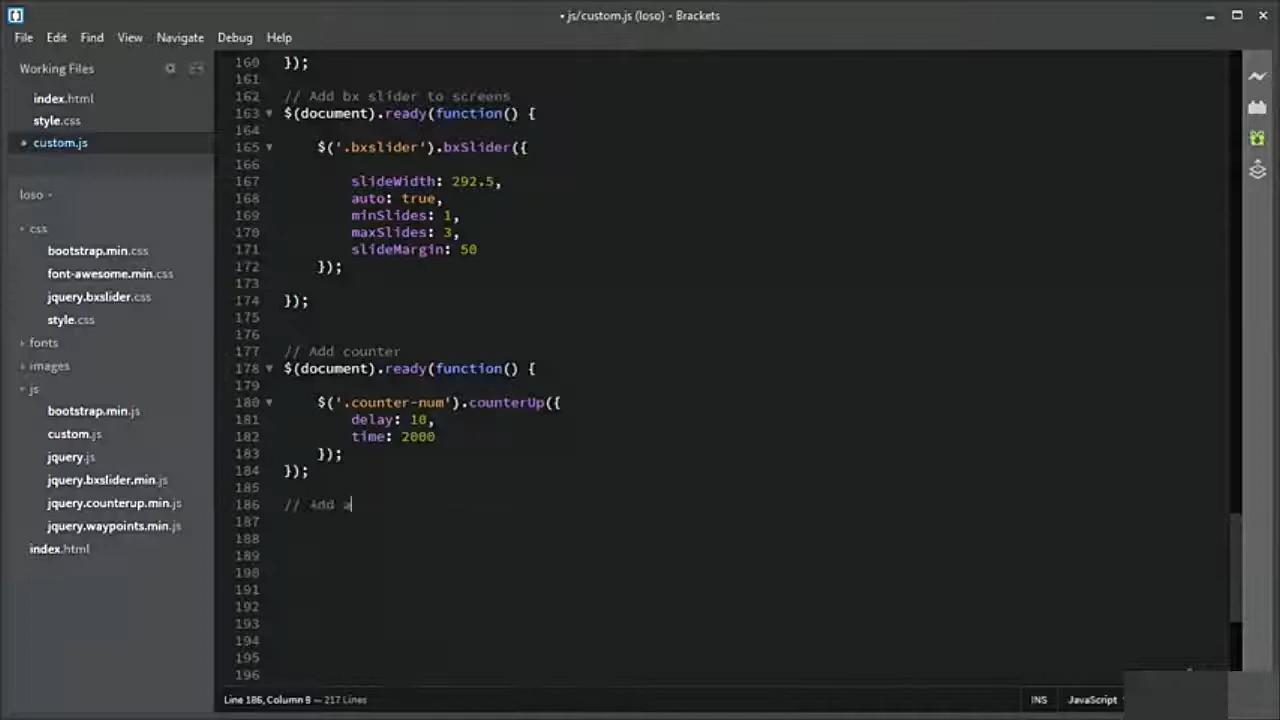 • js/custom.js (loso) - Brackets
File Edit Find View Navigate Debug Help
Working Files
index.html
style.css
custom.js
loso
css
bootstrap.min.css
font-awesome.min.css
jquery.bxslider.css
style.css
fonts
images
js
bootstrap.min.js
custom.js
jquery.js
jquery.bxslider.min.js
jquery.counterup.min.js
jquery.waypoints.min.js
index.html
160 });
161
162 // Add bx slider to screens
163 $(document).ready(function() {
164
165 $('.bxslider').bxSlider({
166
167 slideWidth: 292.5,
168 auto: true,
169 minSlides: 1,
170 maxSlides: 3,
171 slideMargin: 50
172 });
173
174 });
175
176
177 // Add counter
178 $(document).ready(function() {
179
180 $('.counter-num').counterUp({
181 delay: 10,
182 time: 2000
183 });
184 });
185
186 // Add a
187
188
189
190
191
192
193
194
195
196
Line 186, Column 9 — 217 Lines
INS JavaScript